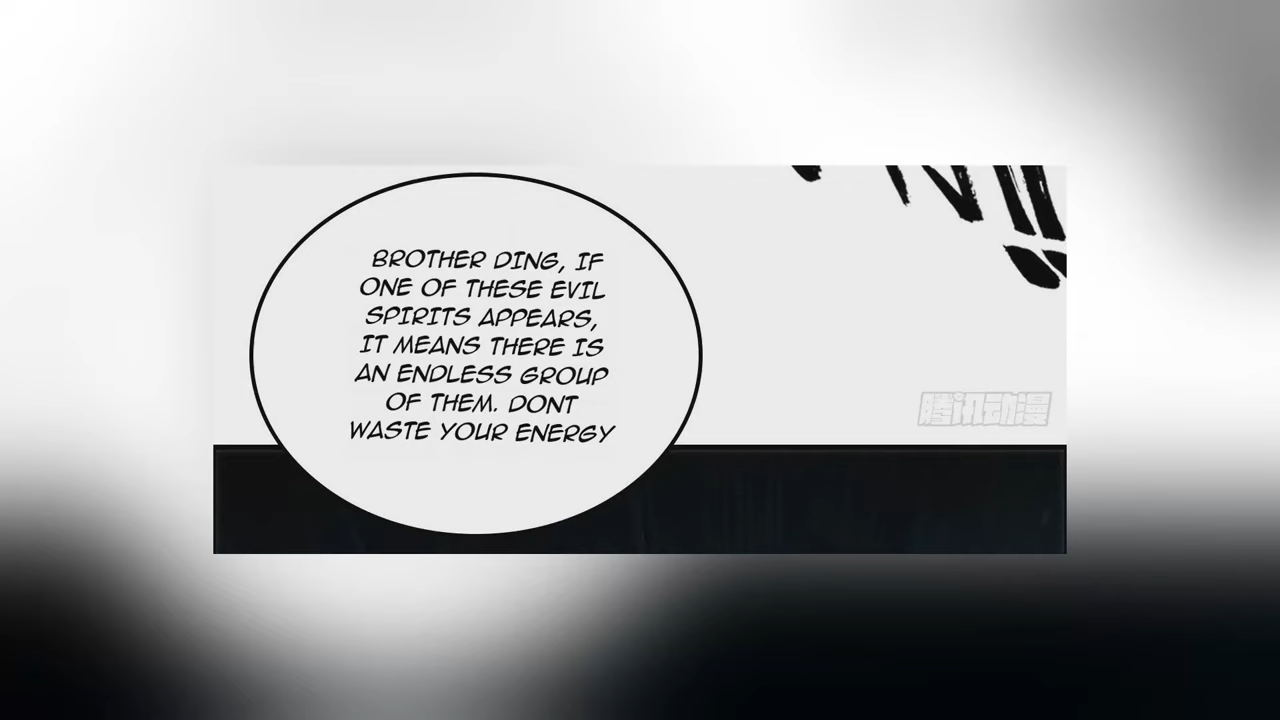 BROTHER DING, IF
ONE OF THESE EVIL
SPIRITS APPEARS,
IT MEANS THERE IS
AN ENDLESS GROUP
OF THEM. DONT
WASTE YOUR ENERGY
腾讯动漫